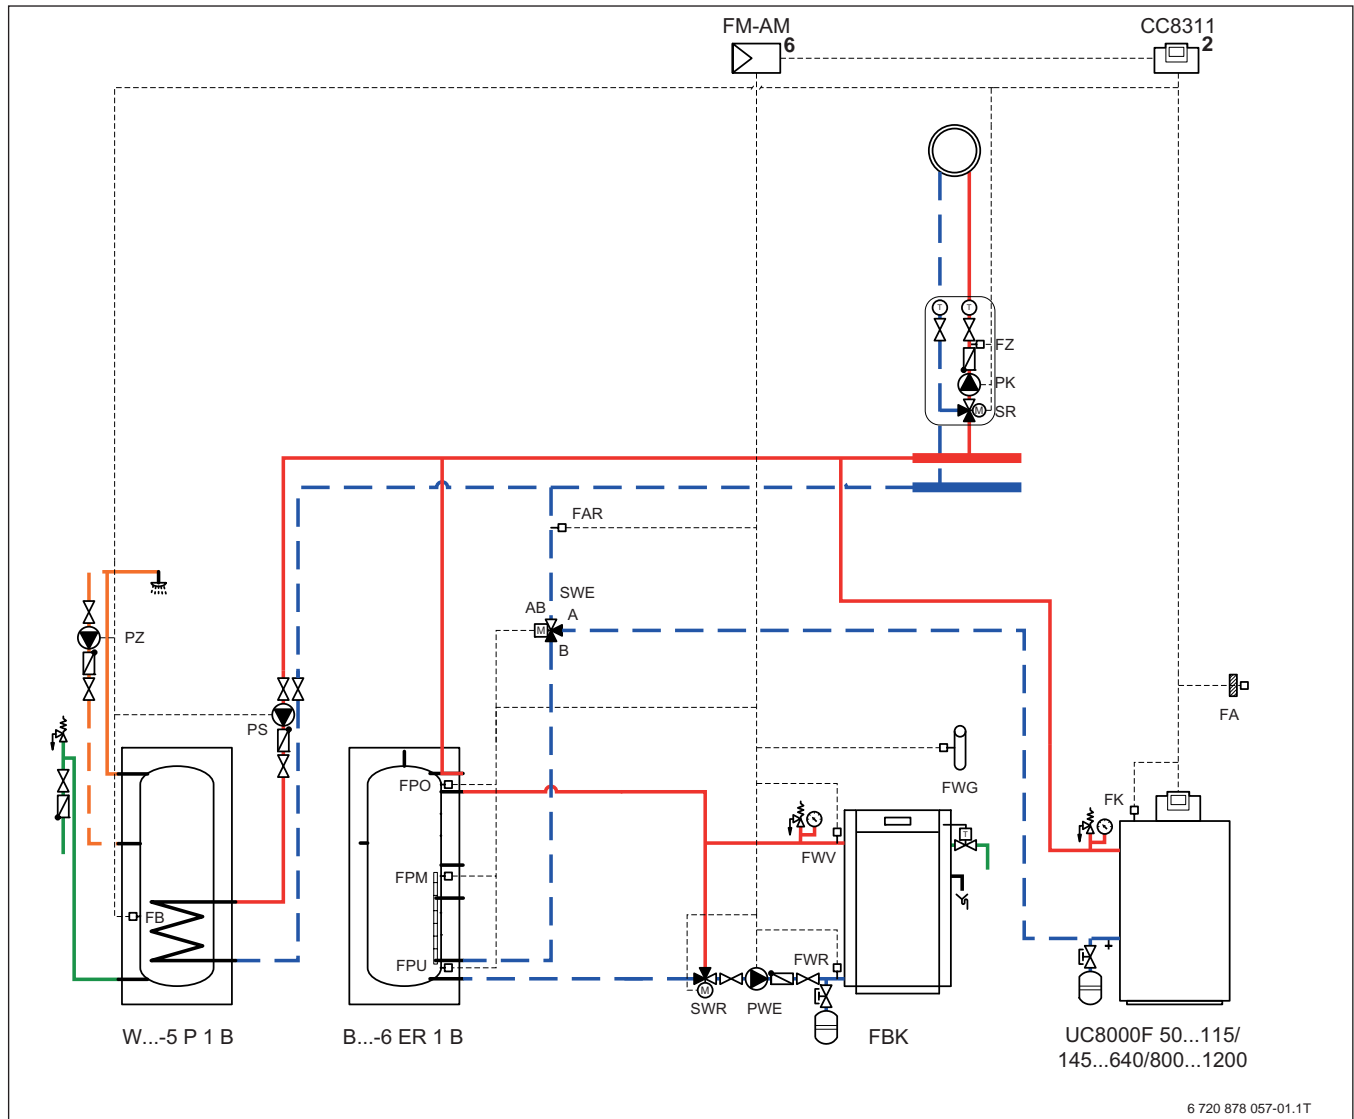 FM-AM
6
CC8311
2
T
T
FZ
PK
M
SR
FAR
SWE
AB
A
M
B
PZ
PS
FA
FPO
FWG
FK
T
FWV
FPM
FB
FPU
FWR
M
SWR
PWE
W...-5 P 1 B
B...-6 ER 1 B
FBK
UC8000F 50...115/
145...640/800...1200
6 720 878 057-01.1T